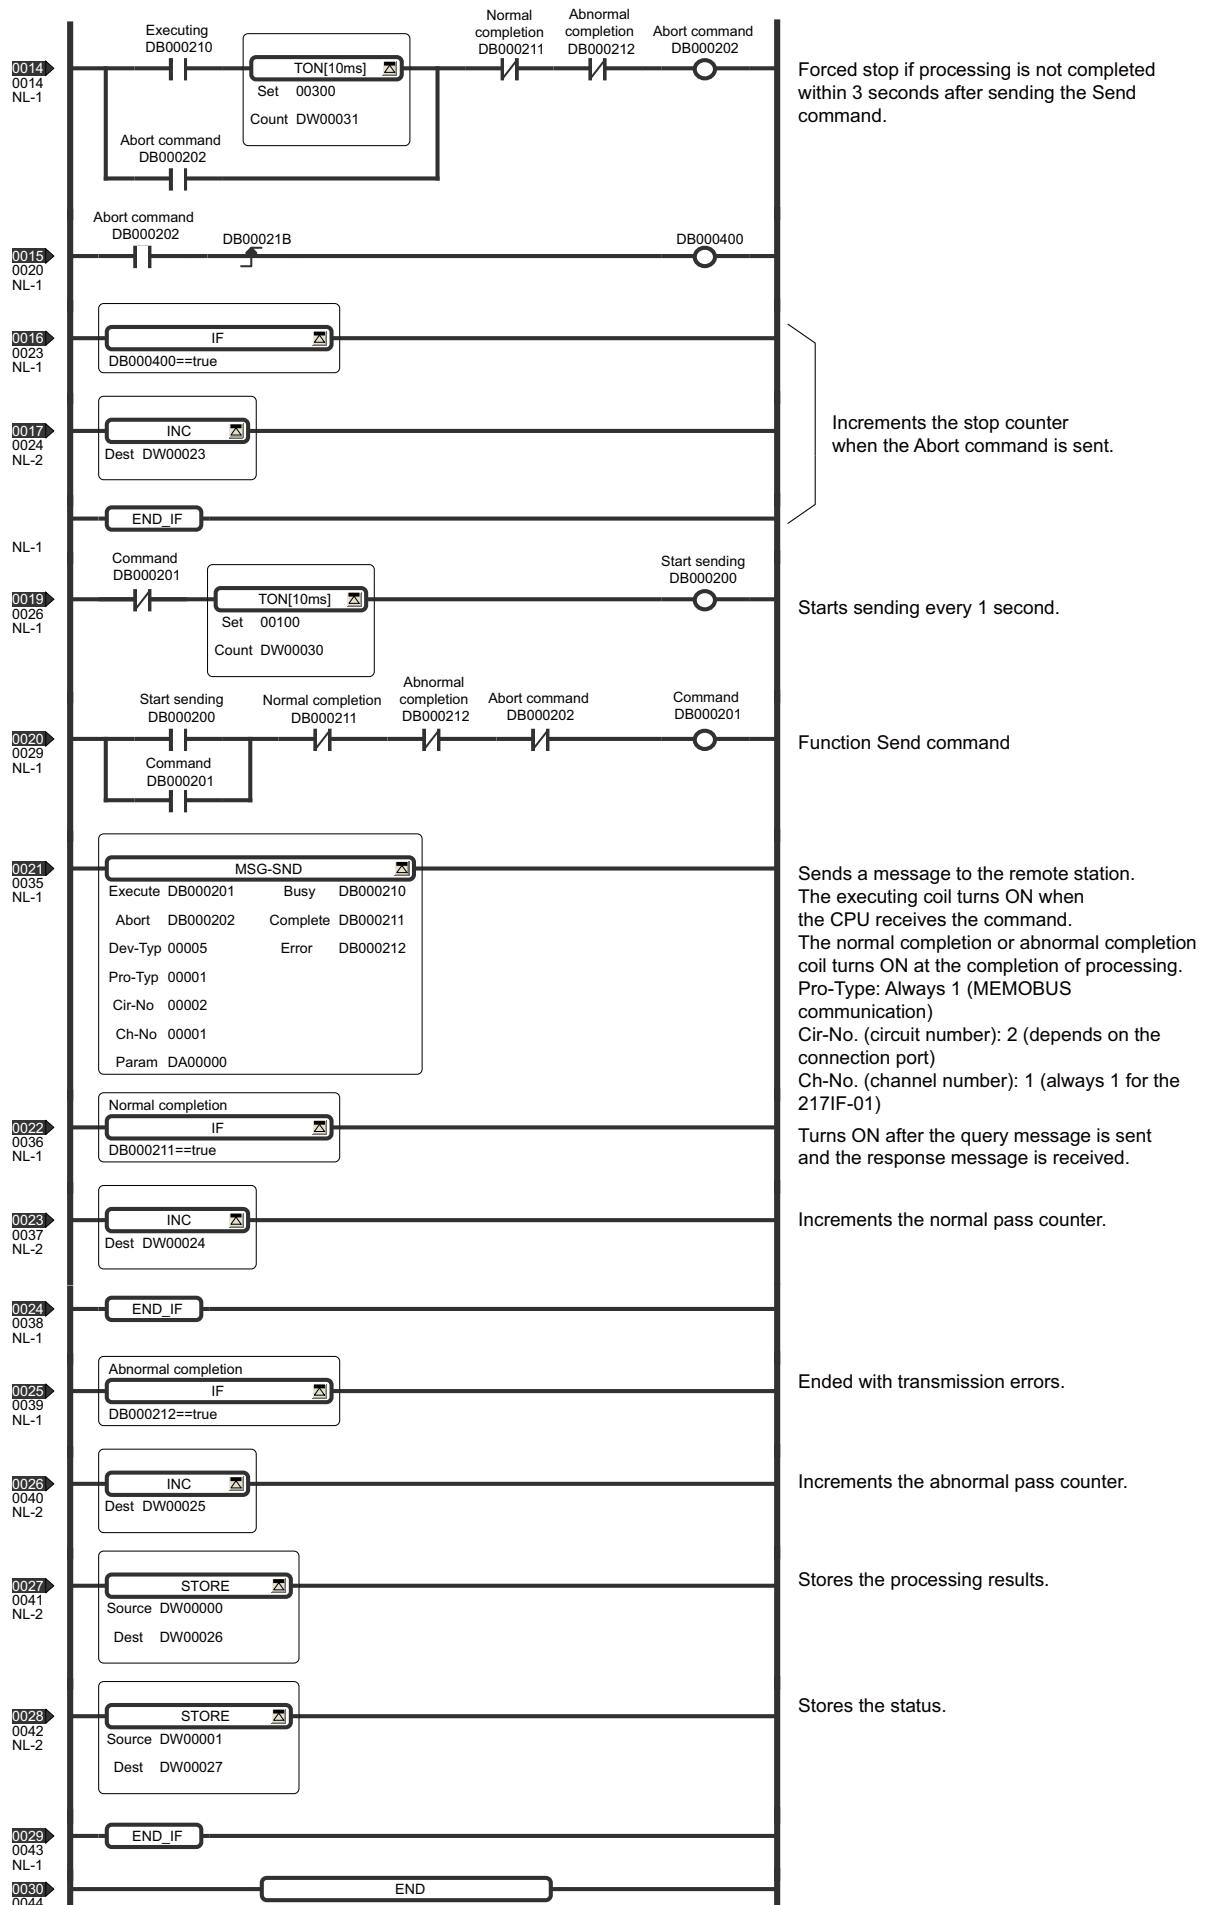 Executing
DB000210
Normal
completion
DB000211
Abnormal
completion
DB000212
Abort command
DB000202
0014
0014
NL-1
TON[10ms]
Set 00300
Count DW00031
Abort command
DB000202
Forced stop if processing is not completed
within 3 seconds after sending the Send
command.
Abort command
DB000202
DB00021B
DB000400
0015
0020
NL-1
0016
0023
NL-1
IF
DB000400==true
0017
0024
NL-2
INC
Dest DW00023
Increments the stop counter
when the Abort command is sent.
END_IF
NL-1
Command
DB000201
Start sending
DB000200
0019
0026
NL-1
TON[10ms]
Set 00100
Count DW00030
Starts sending every 1 second.
Start sending
DB000200
Normal completion
DB000211
Abnormal
completion
DB000212
Abort command
DB000202
Command
DB000201
0020
0029
NL-1
Command
DB000201
Function Send command
0021
0035
NL-1
MSG-SND
Execute DB000201 Busy DB000210
Abort DB000202 Complete DB000211
Dev-Typ 00005 Error DB000212
Pro-Typ 00001
Cir-No 00002
Ch-No 00001
Param DA00000
Sends a message to the remote station.
The executing coil turns ON when
the CPU receives the command.
The normal completion or abnormal completion
coil turns ON at the completion of processing.
Pro-Type: Always 1 (MEMOBUS
communication)
Cir-No. (circuit number): 2 (depends on the
connection port)
Ch-No. (channel number): 1 (always 1 for the
217IF-01)
Normal completion
0022
0036
NL-1
IF
DB000211==true
Turns ON after the query message is sent
and the response message is received.
0023
0037
NL-2
INC
Dest DW00024
Increments the normal pass counter.
0024
0038
NL-1
END_IF
Abnormal completion
0025
0039
NL-1
IF
DB000212==true
Ended with transmission errors.
0026
0040
NL-2
INC
Dest DW00025
Increments the abnormal pass counter.
0027
0041
NL-2
STORE
Source DW00000
Dest DW00026
Stores the processing results.
0028
0042
NL-2
STORE
Source DW00001
Dest DW00027
Stores the status.
0029
0043
NL-1
END_IF
0030
0044
END